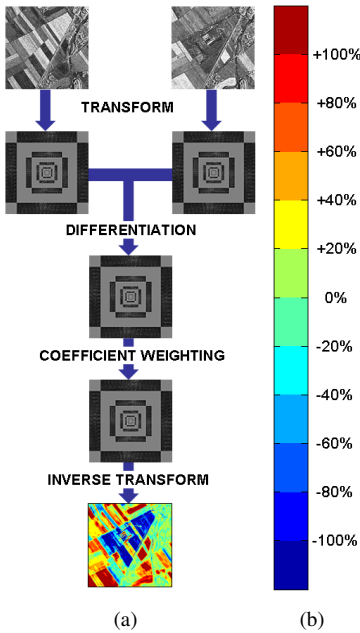 TRANSFORM
DIFFERENTIATION
COEFFICIENT WEIGHTING
INVERSE TRANSFORM
(a)
+100%
+80%
+60%
+40%
+20%
0%
-20%
-40%
-60%
-80%
-100%
(b)